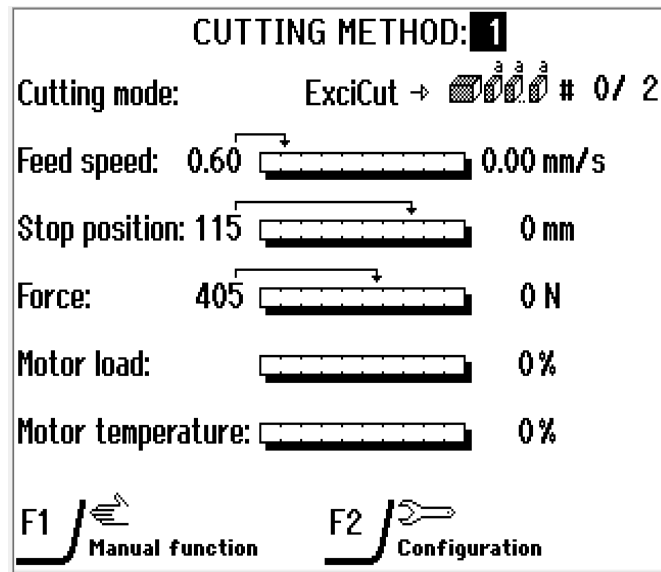 CUTTING METHOD: 1
Cutting mode: ExciCut → a a a # 0/ 2
Feed speed: 0.60 0.00 mm/s
Stop position: 115 0 mm
Force: 405 0 N
Motor load: 0 %
Motor temperature: 0 %
F1 Manual function F2 Configuration